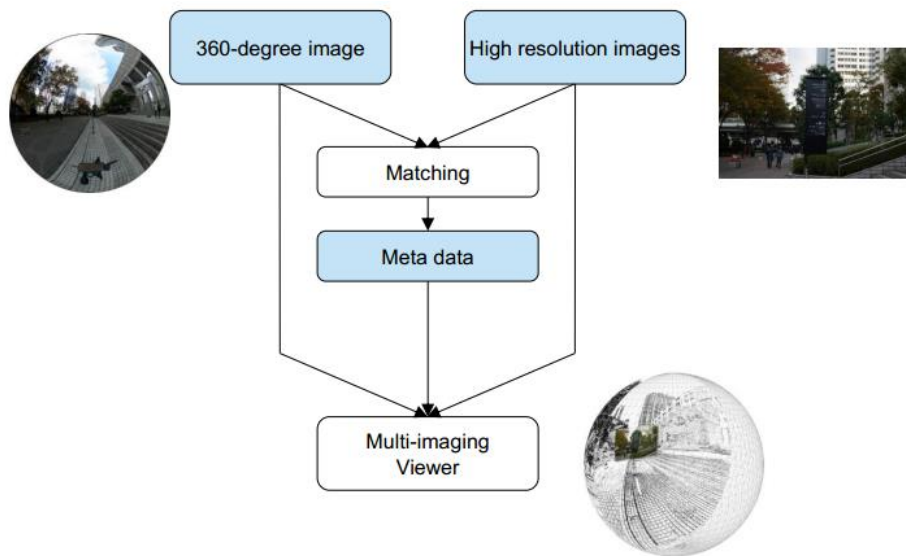 360-degree image
High resolution images
Matching
Meta data
Multi-imaging
Viewer